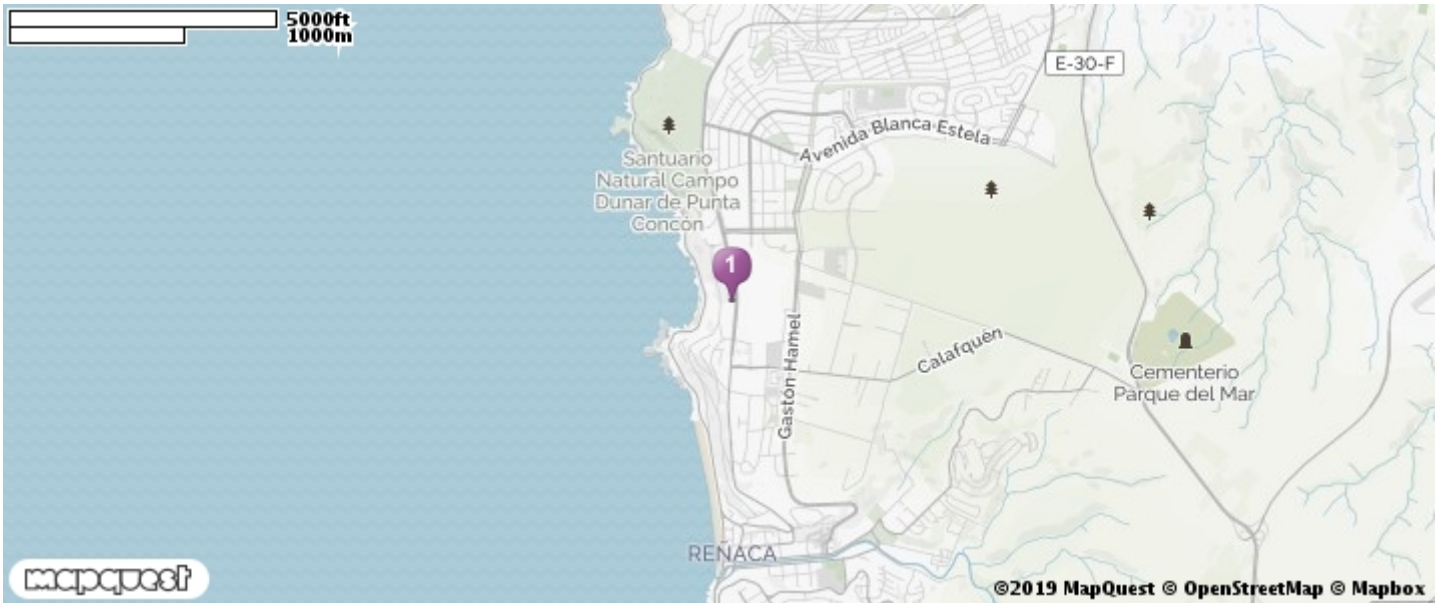 5000ft
1000m
E-30-F
Avenida Blanca Estela
Santuario
Natural Campo
Dunar de Punta
Concón
1
Gastón Hamel
Calafquén
Cementerio
Parque del Mar
REÑACA
mapquest
©2019 MapQuest © OpenStreetMap © Mapbox